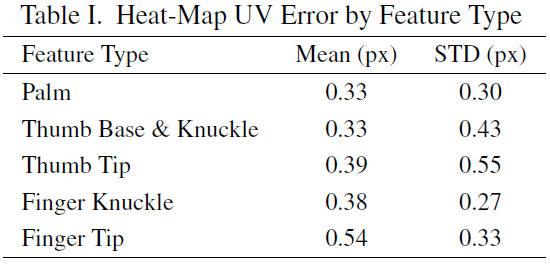 Table I. Heat-Map UV Error by Feature Type
Feature Type Mean (px) STD (px)
Palm 0.33 0.30
Thumb Base & Knuckle 0.33 0.43
Thumb Tip 0.39 0.55
Finger Knuckle 0.38 0.27
Finger Tip 0.54 0.33